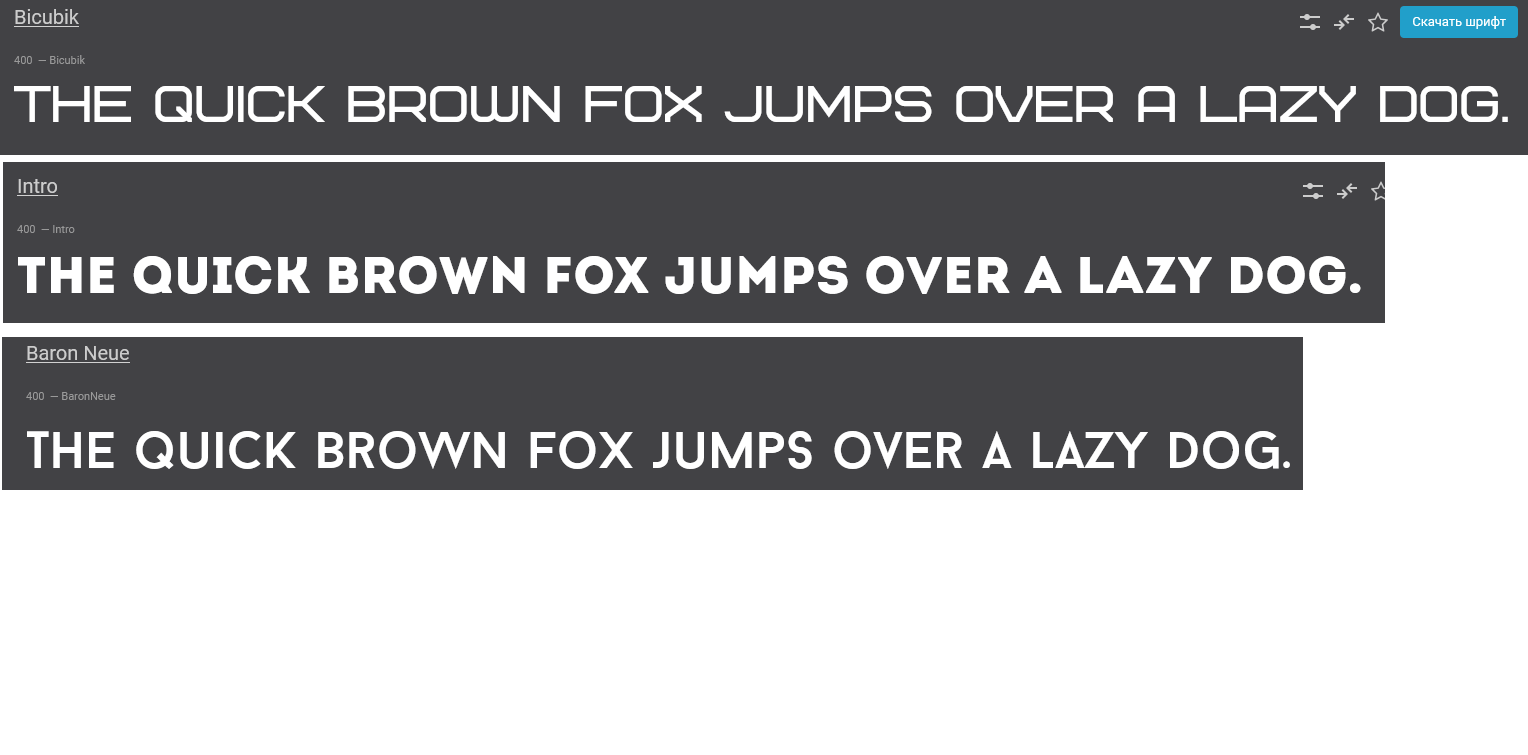 Bicubik
Скачать шрифт
400 — Bicubik
THE QUICK BROWN FOX JUMPS OVER A LAZY DOG.
Intro
400 — Intro
THE QUICK BROWN FOX JUMPS OVER A LAZY DOG.
Baron Neue
400 — BaronNeue
THE QUICK BROWN FOX JUMPS OVER A LAZY DOG.